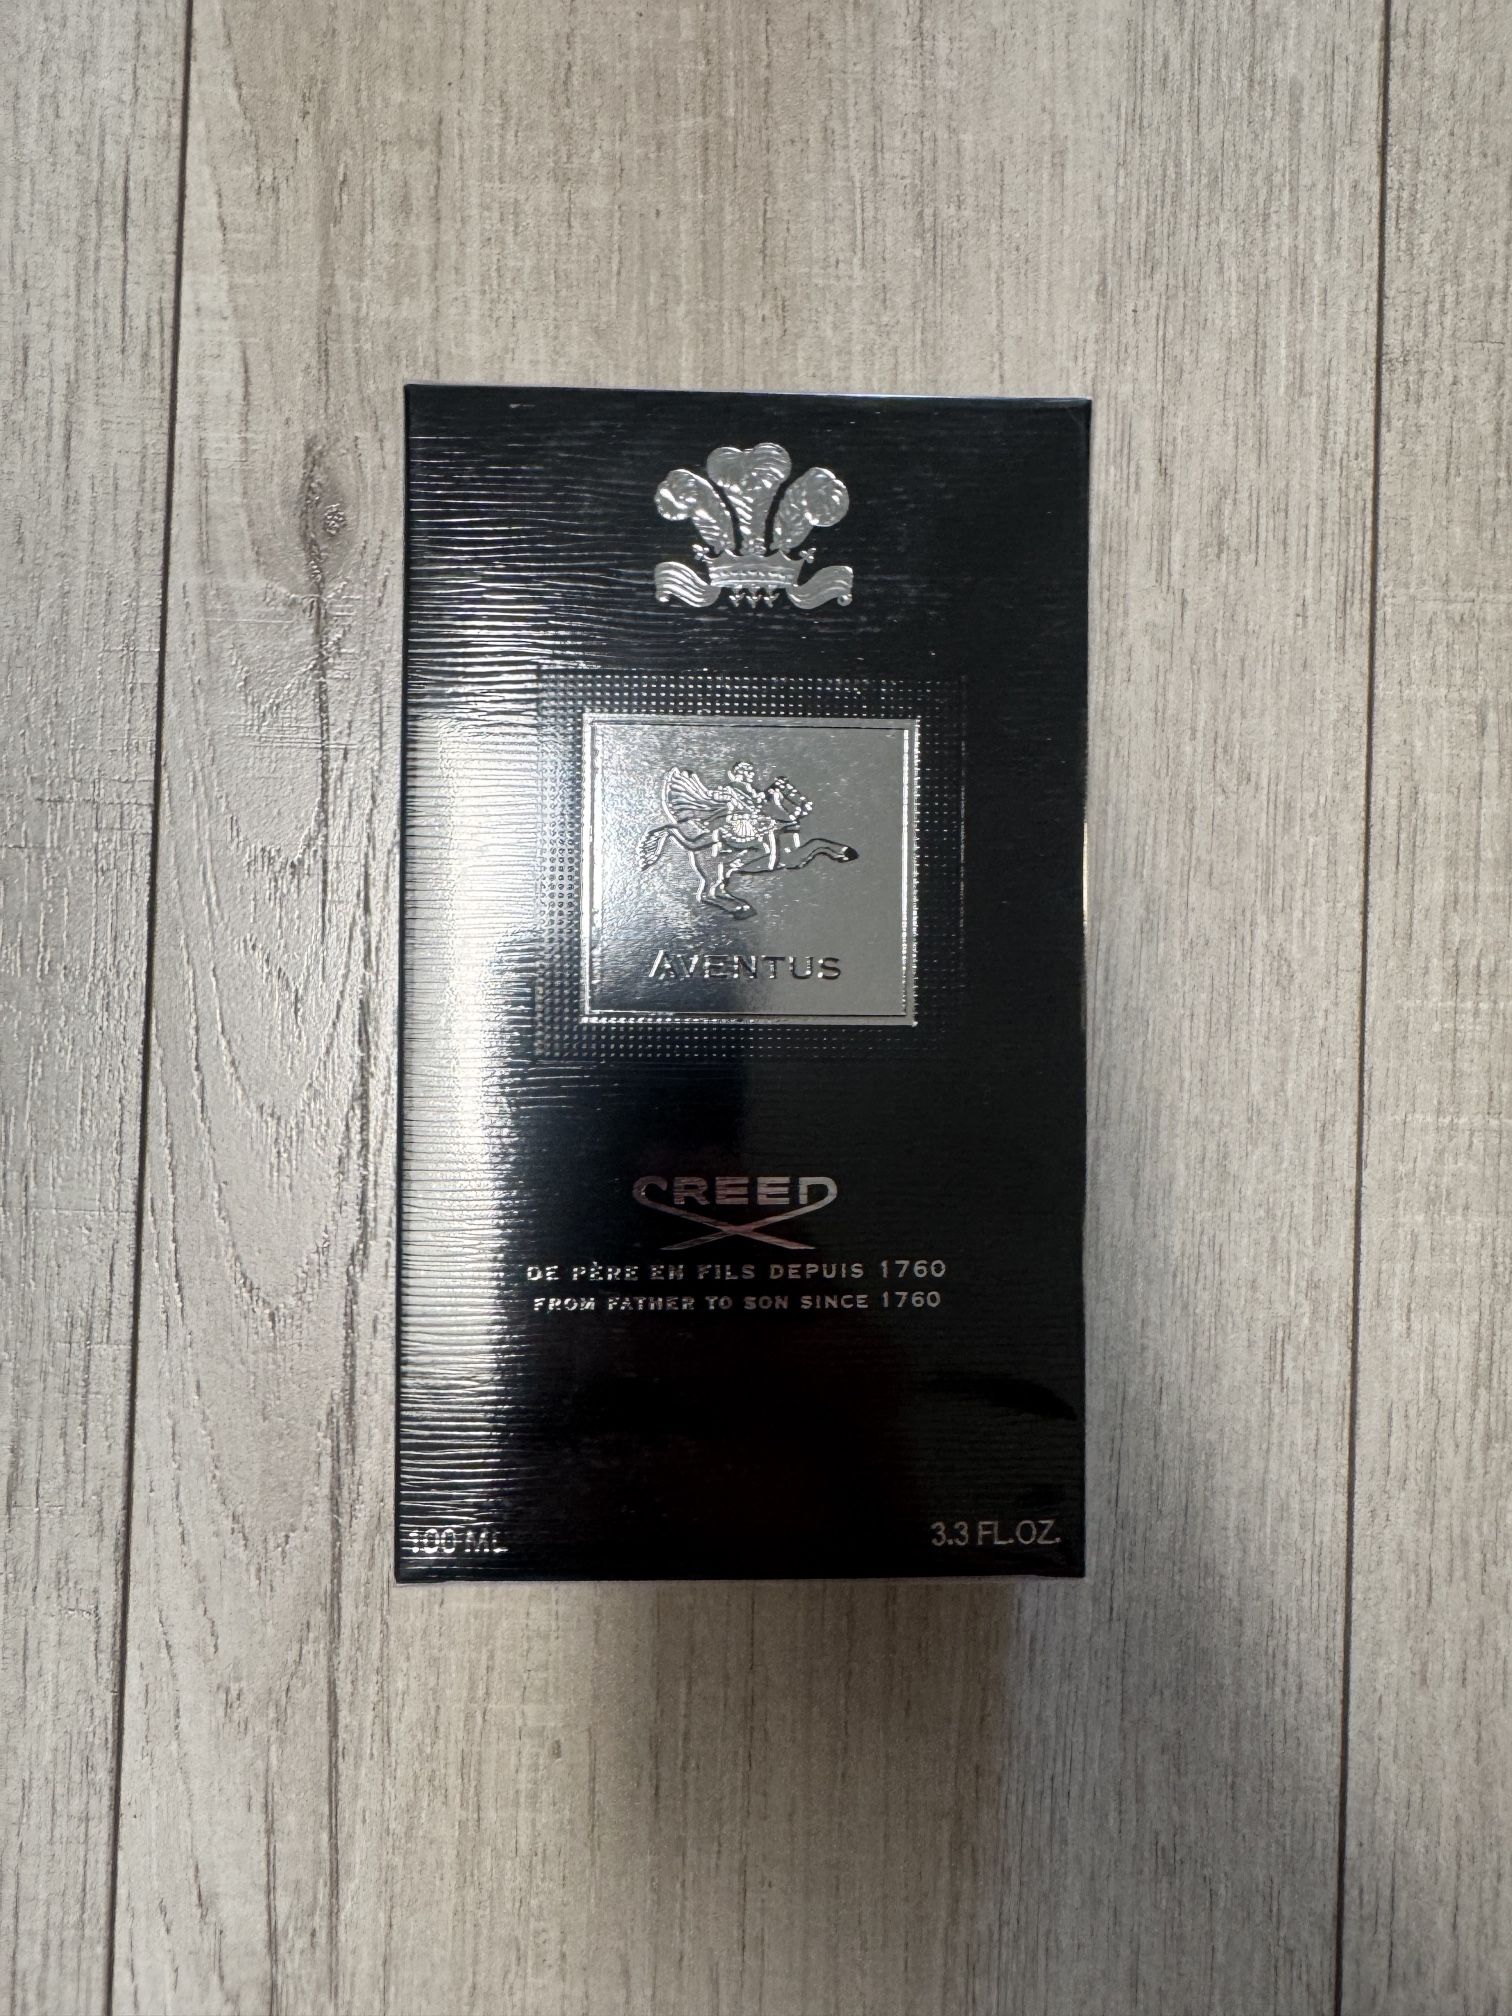 AVENTUS
CREED
DE PÈRE EN FILS DEPUIS 1760
FROM FATHER TO SON SINCE 1760
100 ML 3.3 FL.OZ.